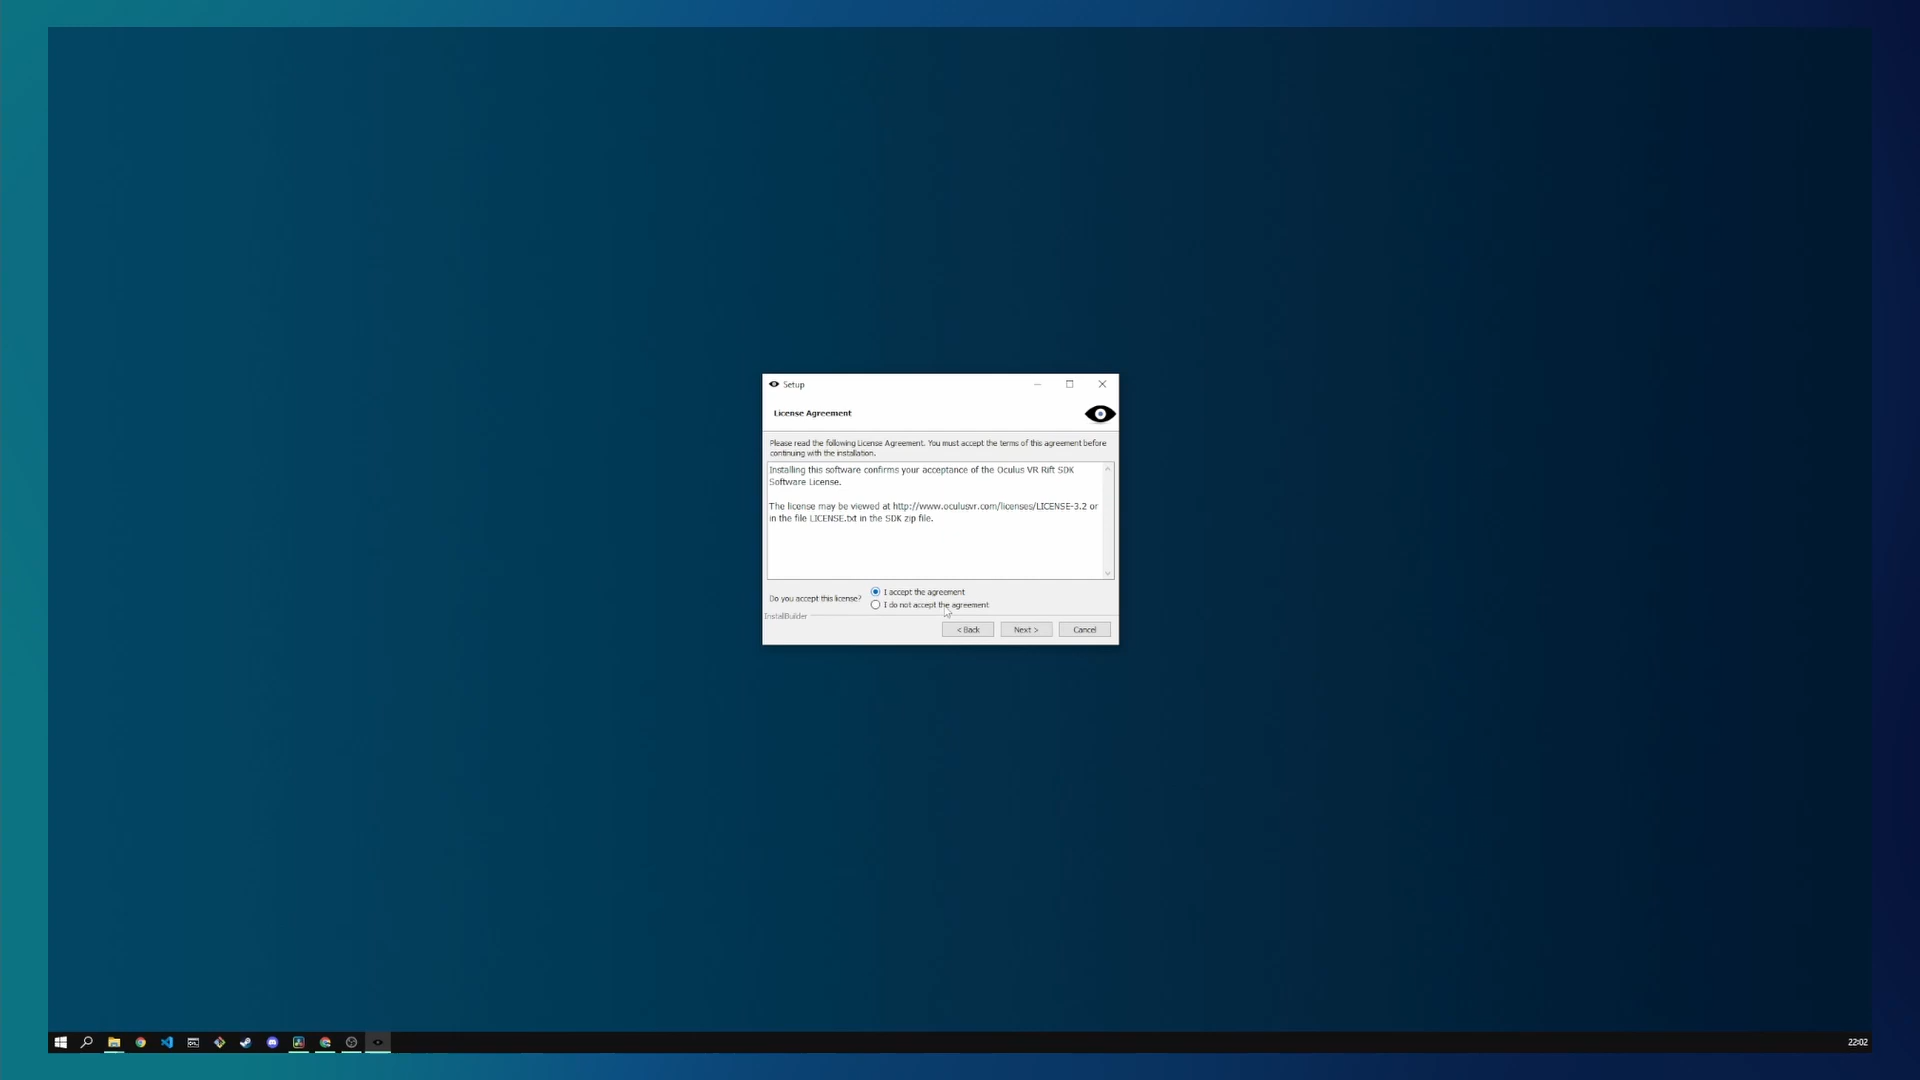 Setup
License Agreement
Please read the following License Agreement. You must accept the terms of this agreement before
continuing with the installation.
Installing this software confirms your acceptance of the Oculus VR Rift SDK
Software License.
The license may be viewed at http://www.oculusvr.com/licenses/LICENSE-3.2 or
in the file LICENSE.txt in the SDK zip file.
Do you accept this license?
I accept the agreement
I do not accept the agreement
InstallBuilder
< Back
Next >
Cancel
22:02